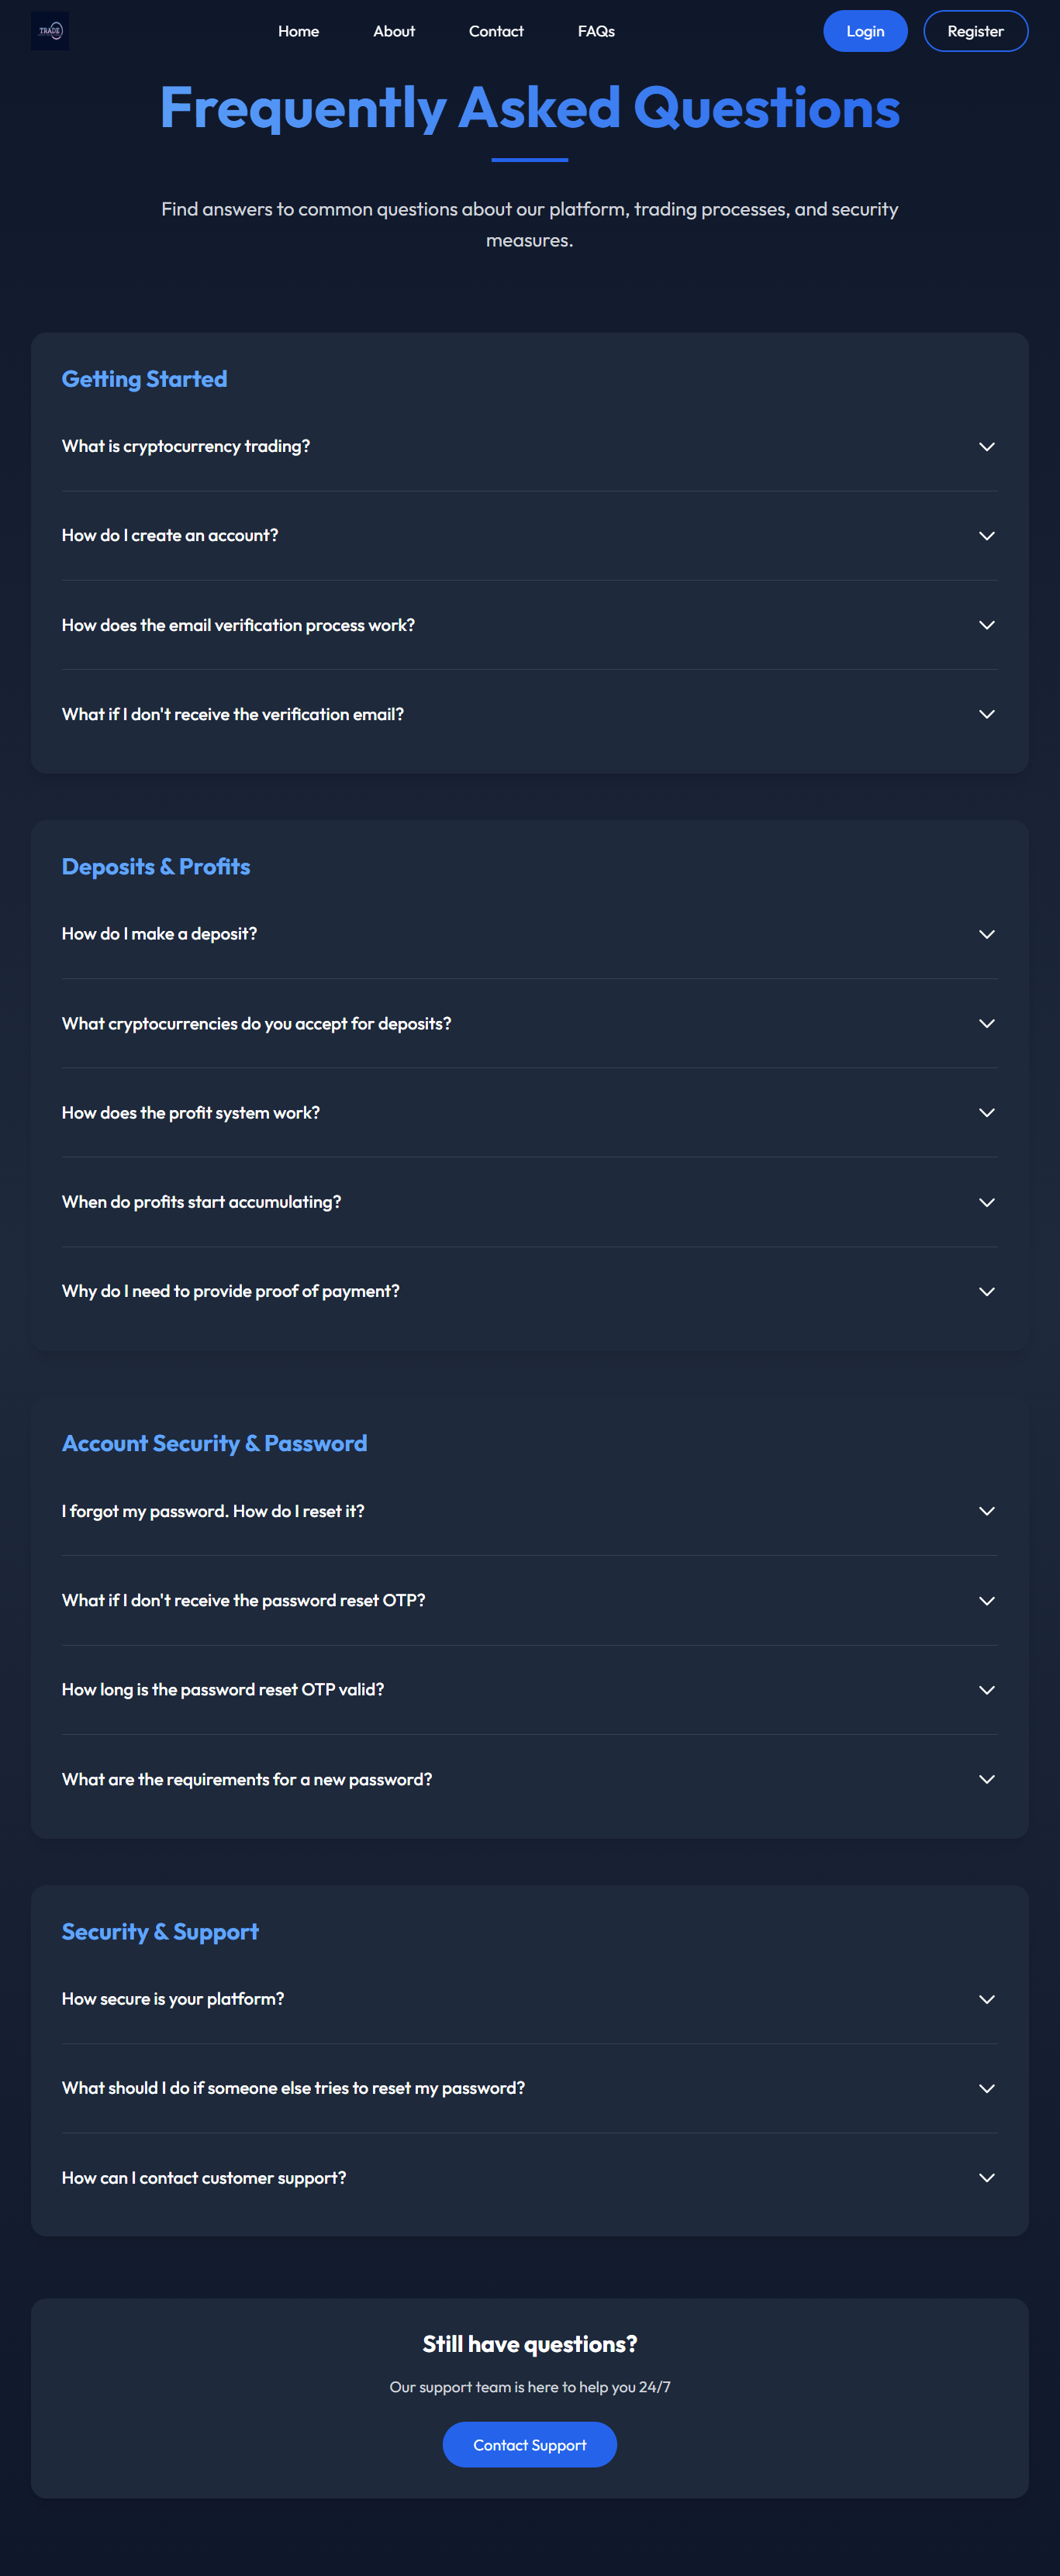 TRADE
Home
About
Contact
FAQs
Login
Register
Frequently Asked Questions
Find answers to common questions about our platform, trading processes, and security
measures.
Getting Started
What is cryptocurrency trading?
How do I create an account?
How does the email verification process work?
What if I don't receive the verification email?
Deposits & Profits
How do I make a deposit?
What cryptocurrencies do you accept for deposits?
How does the profit system work?
When do profits start accumulating?
Why do I need to provide proof of payment?
Account Security & Password
I forgot my password. How do I reset it?
What if I don't receive the password reset OTP?
How long is the password reset OTP valid?
What are the requirements for a new password?
Security & Support
How secure is your platform?
What should I do if someone else tries to reset my password?
How can I contact customer support?
Still have questions?
Our support team is here to help you 24/7
Contact Support